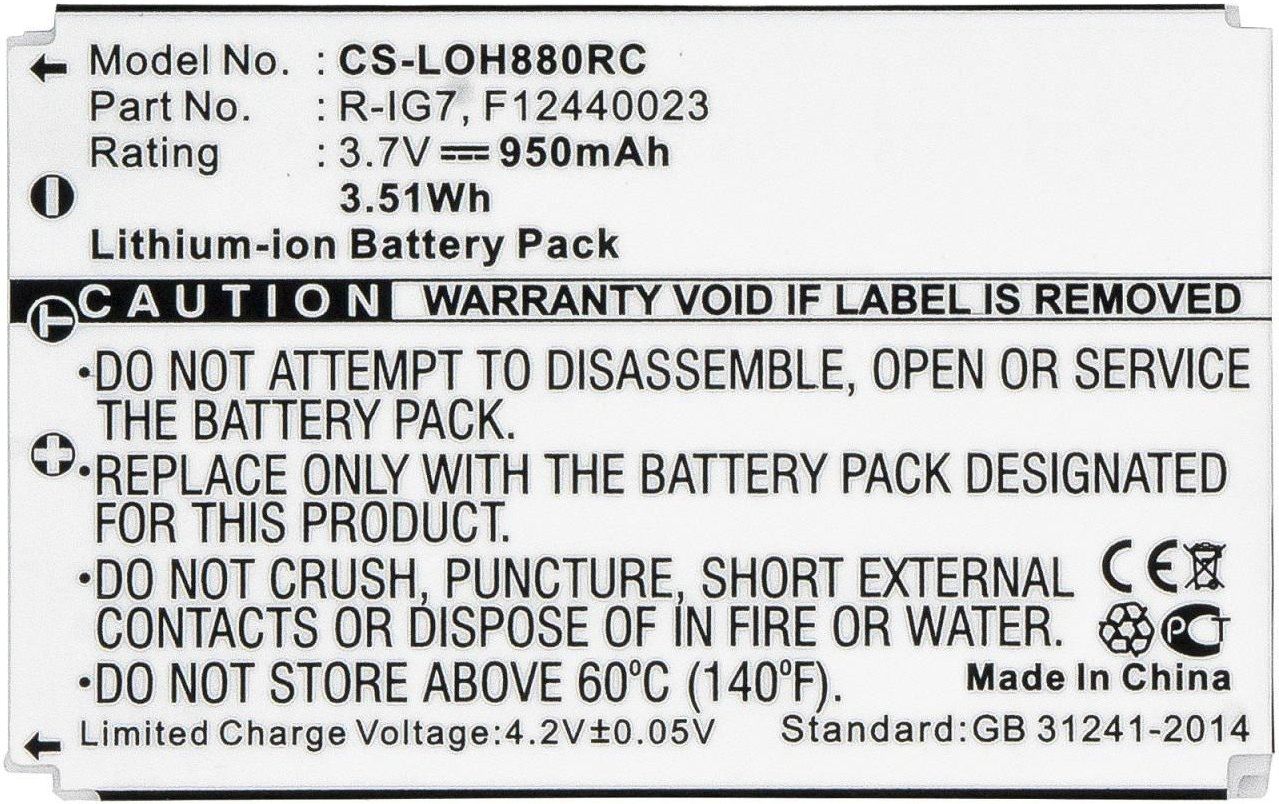 Model No. : CS-LOH880RC
Part No. : R-IG7, F12440023
Rating : 3.7V ⎓ 950mAh
3.51Wh
Lithium-ion Battery Pack
CAUTION WARRANTY VOID IF LABEL IS REMOVED
•DO NOT ATTEMPT TO DISASSEMBLE, OPEN OR SERVICE
THE BATTERY PACK.
•REPLACE ONLY WITH THE BATTERY PACK DESIGNATED
FOR THIS PRODUCT.
•DO NOT CRUSH, PUNCTURE, SHORT EXTERNAL
CONTACTS OR DISPOSE OF IN FIRE OR WATER.
CE
PCT
•DO NOT STORE ABOVE 60°C (140°F).
Made In China
Limited Charge Voltage:4.2V±0.05V
Standard:GB 31241-2014